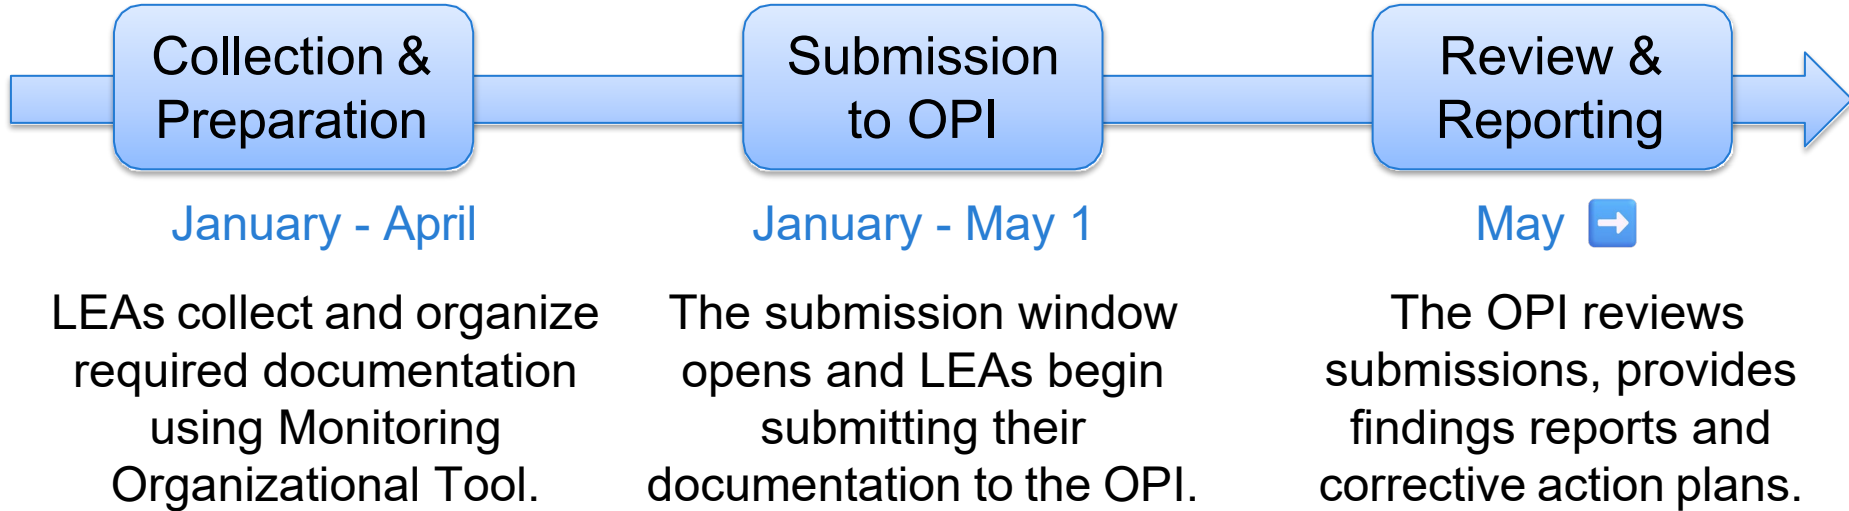 Collection &
Preparation
January - April
LEAs collect and organize
required documentation
using Monitoring
Organizational Tool.
Submission
to OPI
January - May 1
The submission window
opens and LEAs begin
submitting their
documentation to the OPI.
Review &
Reporting
May ➡️
The OPI reviews
submissions, provides
findings reports and
corrective action plans.